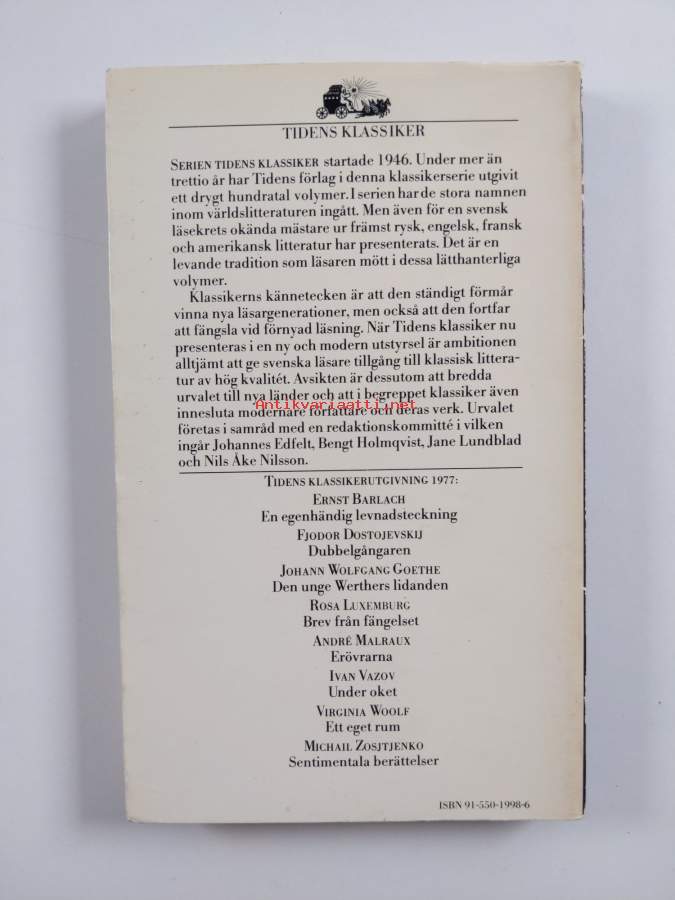 TIDENS KLASSIKER
SERIEN TIDENS KLASSIKER startade 1946. Under mer än
trettio år har Tidens förlag i denna klassikerserie utgivit
ett drygt hundratal volymer. I serien har de stora namnen
inom världslitteraturen ingått. Men även för en svensk
läsekrets okända mästare ur främst rysk, engelsk, fransk
och amerikansk litteratur har presenterats. Det är en
levande tradition som läsaren mött i dessa lätthanterliga
volymer.
Klassikerns kännetecken är att den ständigt förmår
vinna nya läsargenerationer, men också att den fortfar
att fängsla vid förnyad läsning. När Tidens klassiker nu
presenteras i en ny och modern utstyrsel är ambitionen
alltjämt att ge svenska läsare tillgång till klassisk littera-
tur av hög kvalitét. Avsikten är dessutom att bredda
urvalet till nya länder och att i begreppet klassiker även
innesluta modernare författare och deras verk. Urvalet
Antikvariaatti.net
företas i samråd med en redaktionskommitté i vilken
ingår Johannes Edfelt, Bengt Holmqvist, Jane Lundblad
och Nils Åke Nilsson.
TIDENS KLASSIKERUTGIVNING 1977:
ERNST BARLACH
En egenhändig levnadsteckning
FJODOR DOSTOJEVSKIJ
Dubbelgångaren
JOHANN WOLFGANG GOETHE
Den unge Werthers lidanden
ROSA LUXEMBURG
Brev från fängelset
ANDRÉ MALRAUX
Erövrarna
IVAN VAZOV
Under oket
VIRGINIA WOOLF
Ett eget rum
MICHAIL ZOSJTJENKO
Sentimentala berättelser
ISBN 91-550-1998-6